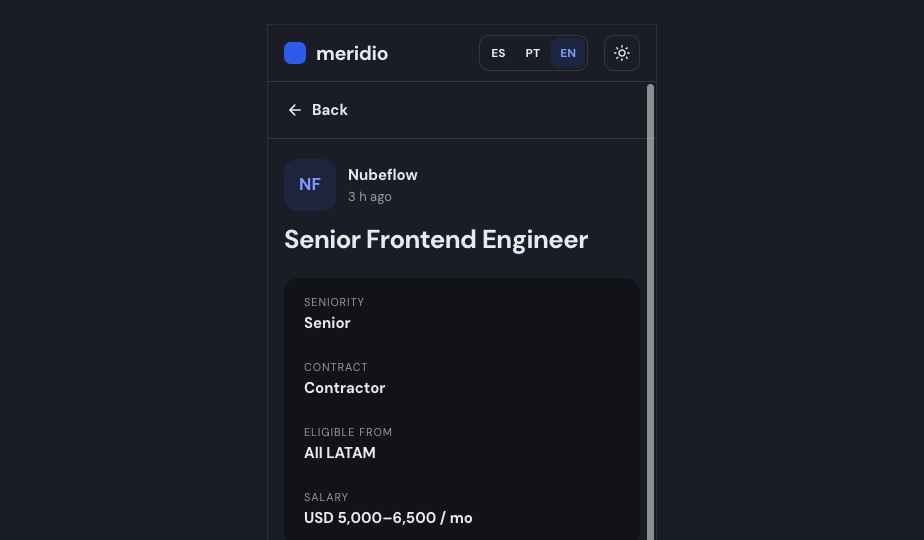 meridio
ES PT EN
Back
NF
Nubeflow
3 h ago
Senior Frontend Engineer
SENIORITY
Senior
CONTRACT
Contractor
ELIGIBLE FROM
All LATAM
SALARY
USD 5,000–6,500 / mo